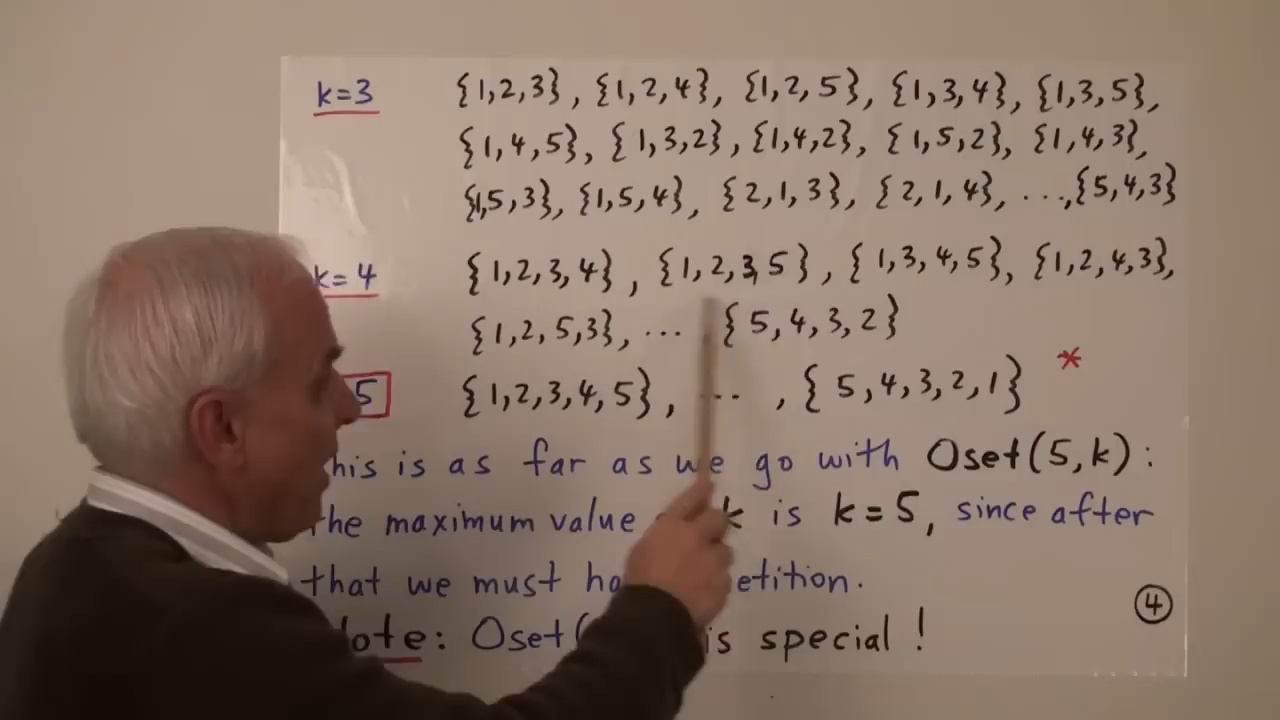 k=3 {1,2,3}, {1,2,4}, {1,2,5}, {1,3,4}, {1,3,5},
{1,4,5}, {1,3,2}, {1,4,2}, {1,5,2}, {1,4,3},
{1,5,3}, {1,5,4}, {2,1,3}, {2,1,4}, ...,{5,4,3}
k=4 {1,2,3,4}, {1,2,3,5}, {1,3,4,5}, {1,2,4,3},
{1,2,5,3}, ... {5,4,3,2}
5 {1,2,3,4,5}, ... , {5,4,3,2,1} *
is as far as we go with Oset(5,k):
the maximum value k is k=5, since after
that we must
Oset( is special!
4